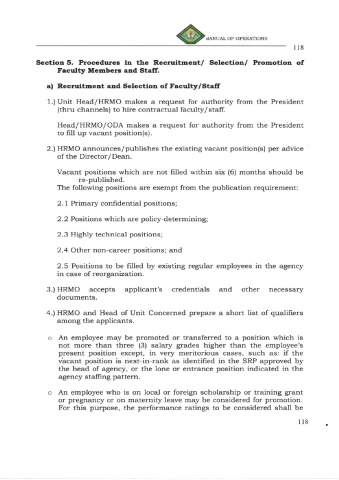 MANUAL OF OPERATIONS
118
Section 5. Procedures in the Recruitment/ Selection/ Promotion of
Faculty Members and Staff.
a) Recruitment and Selection of Faculty/Staff
1.) Unit Head/HRMO makes a request for authority from the President
(thru channels) to hire contractual faculty/staff.
Head/HRMO/ODA makes a request for authority from the President
to fill up vacant position(s).
2.) HRMO announces/publishes the existing vacant position(s) per advice
of the Director/Dean.
Vacant positions which are not filled within six (6) months should be
re-published.
The following positions are exempt from the publication requirement:
2.1 Primary confidential positions;
2.2 Positions which are policy-determining;
2.3 Highly technical positions;
2.4 Other non-career positions; and
2.5 Positions to be filled by existing regular employees in the agency
in case of reorganization.
3.) HRMO accepts applicant's credentials and other necessary
documents.
4.) HRMO and Head of Unit Concerned prepare a short list of qualifiers
among the applicants.
o An employee may be promoted or transferred to a position which is
not more than three (3) salary grades higher than the employee's
present position except, in very meritorious cases, such as: if the
vacant position is next-in-rank as identified in the SRP approved by
the head of agency, or the lone or entrance position indicated in the
agency staffing pattern.
o An employee who is on local or foreign scholarship or training grant
or pregnancy or on maternity leave may be considered for promotion.
For this purpose, the performance ratings to be considered shall be
118